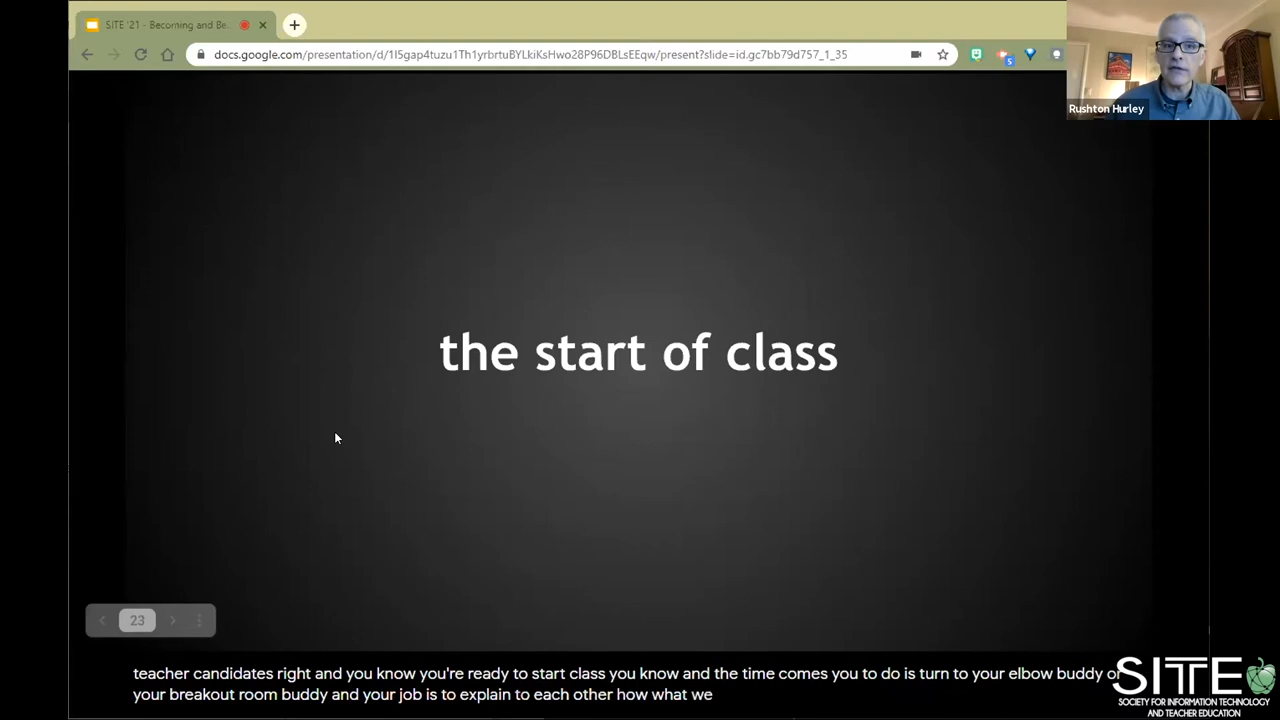 SITE '21 - Becoming and Be
docs.google.com/presentation/d/1I5gap4tuzu1Th1yrbrtuBYLkiKsHwo28P96DBLsEEqw/present?slide=id.gc7bb79d757_1_35
5
Rushton Hurley
the start of class
23
teacher candidates right and you know you're ready to start class you know and the time comes you to do is turn to your elbow buddy or
your breakout room buddy and your job is to explain to each other how what we
SITE
SOCIETY FOR INFORMATION TECHNOLOGY
AND TEACHER EDUCATION